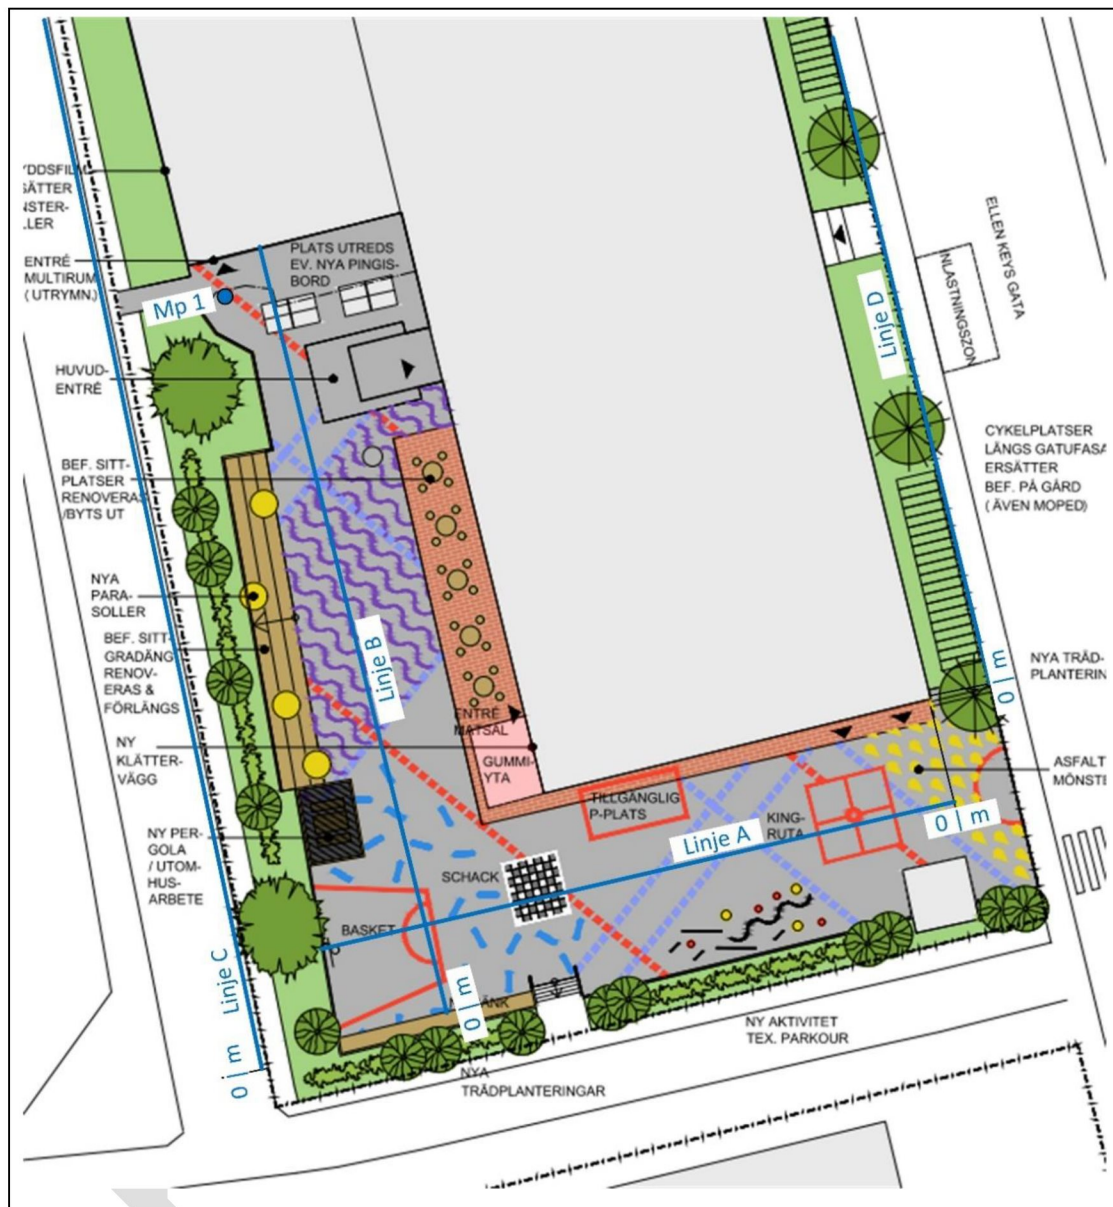 YDDSFILM
SÄTTER
NSTER-
LLER
ENTRÉ
MULTIRUM
( UTRYMN.)
Mp 1
PLATS UTREDS
EV. NYA PINGIS-
BORD
HUVUD-
ENTRÉ
BEF. SITT-
PLATSER
RENOVERAS
/BYTS UT
NYA
PARA-
SOLLER
BEF. SITT-
GRADÄNG
RENOV-
ERAS &
FÖRLÄNGS
NY
KLÄTTER-
VÄGG
NY PER-
GOLA
/ UTOM-
HUS-
ARBETE
Linje B
Linje D
ELLEN KEYS GATA
INLASTNINGSZON
CYKELPLATSER
LÄNGS GATUFASA
ERSÄTTER
BEF. PÅ GÅRD
( ÄVEN MOPED)
0 | m
NYA TRÄD-
PLANTERIN
ENTRÉ
MATSAL
GUMMI-
YTA
TILLGÄNGLIG
P-PLATS
Linje A
KING-
RUTA
0 | m
ASFALT
MÖNSTE
SCHACK
BASKET
0 | m
Linje C
0 | m
NY AKTIVITET
TEX. PARKOUR
NYA
TRÄDPLANTERINGAR